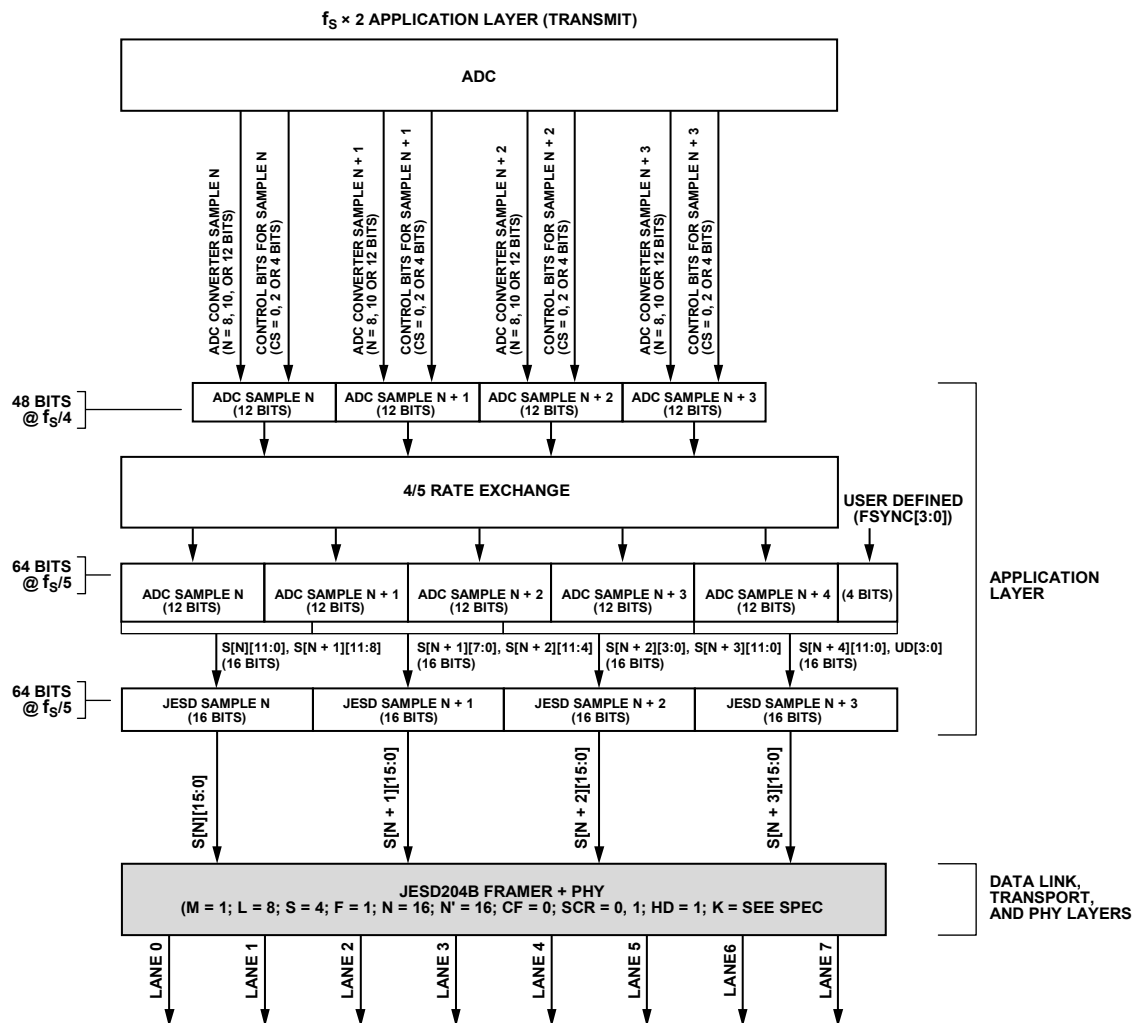 fS × 2 APPLICATION LAYER (TRANSMIT)
ADC
ADC CONVERTER SAMPLE N
(N = 8, 10, OR 12 BITS)
CONTROL BITS FOR SAMPLE N
(CS = 0, 2 OR 4 BITS)
ADC CONVERTER SAMPLE N + 1
(N = 8, 10 OR 12 BITS)
CONTROL BITS FOR SAMPLE N + 1
(CS = 0, 2 OR 4 BITS)
ADC CONVERTER SAMPLE N + 2
(N = 8, 10 OR 12 BITS)
CONTROL BITS FOR SAMPLE N + 2
(CS = 0, 2 OR 4 BITS)
ADC CONVERTER SAMPLE N + 3
(N = 8, 10 OR 12 BITS)
CONTROL BITS FOR SAMPLE N + 3
(CS = 0, 2 OR 4 BITS)
48 BITS
@ fS/4
ADC SAMPLE N
(12 BITS)
ADC SAMPLE N + 1
(12 BITS)
ADC SAMPLE N + 2
(12 BITS)
ADC SAMPLE N + 3
(12 BITS)
4/5 RATE EXCHANGE
USER DEFINED
(FSYNC[3:0])
64 BITS
@ fS/5
ADC SAMPLE N
(12 BITS)
ADC SAMPLE N + 1
(12 BITS)
ADC SAMPLE N + 2
(12 BITS)
ADC SAMPLE N + 3
(12 BITS)
ADC SAMPLE N + 4
(12 BITS)
(4 BITS)
APPLICATION
LAYER
S[N][11:0], S[N + 1][11:8]
(16 BITS)
S[N + 1][7:0], S[N + 2][11:4]
(16 BITS)
S[N + 2][3:0], S[N + 3][11:0]
(16 BITS)
S[N + 4][11:0], UD[3:0]
(16 BITS)
64 BITS
@ fS/5
JESD SAMPLE N
(16 BITS)
JESD SAMPLE N + 1
(16 BITS)
JESD SAMPLE N + 2
(16 BITS)
JESD SAMPLE N + 3
(16 BITS)
S[N][15:0]
S[N + 1][15:0]
S[N + 2][15:0]
S[N + 3][15:0]
JESD204B FRAMER + PHY
(M = 1; L = 8; S = 4; F = 1; N = 16; N' = 16; CF = 0; SCR = 0, 1; HD = 1; K = SEE SPEC
DATA LINK,
TRANSPORT,
AND PHY LAYERS
LANE 0
LANE 1
LANE 2
LANE 3
LANE 4
LANE 5
LANE6
LANE 7